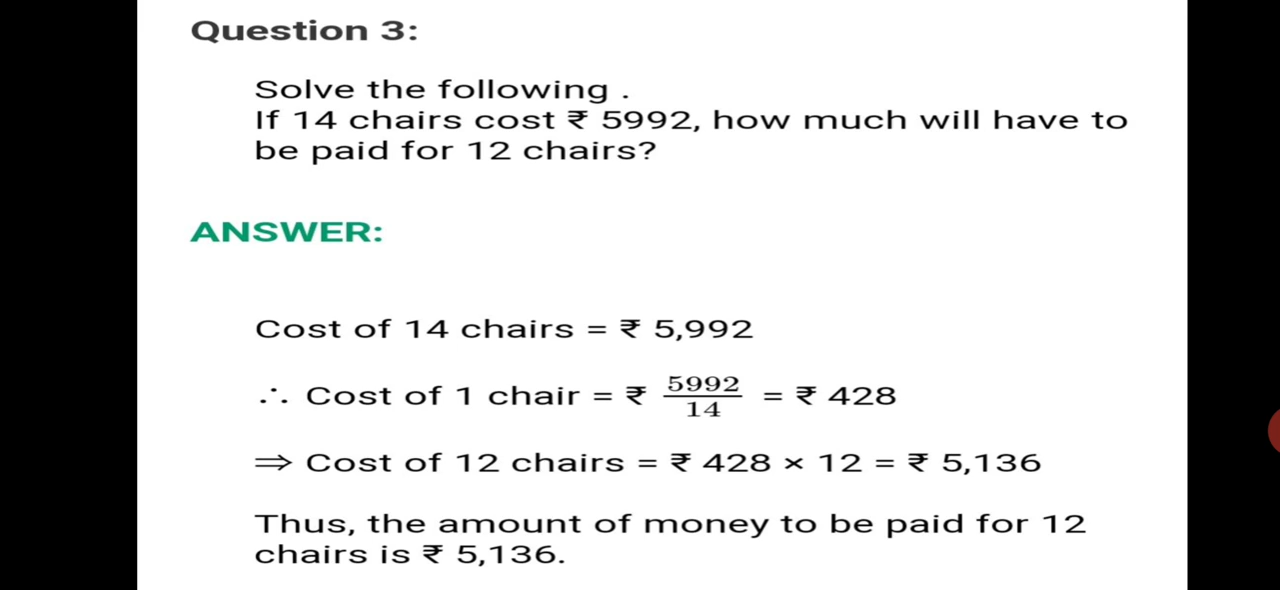 Question 3:
Solve the following .
If 14 chairs cost ₹ 5992, how much will have to
be paid for 12 chairs?
ANSWER:
Cost of 14 chairs = ₹ 5,992
∴ Cost of 1 chair = ₹ 5992/14 = ₹ 428
⇒ Cost of 12 chairs = ₹ 428 × 12 = ₹ 5,136
Thus, the amount of money to be paid for 12
chairs is ₹ 5,136.